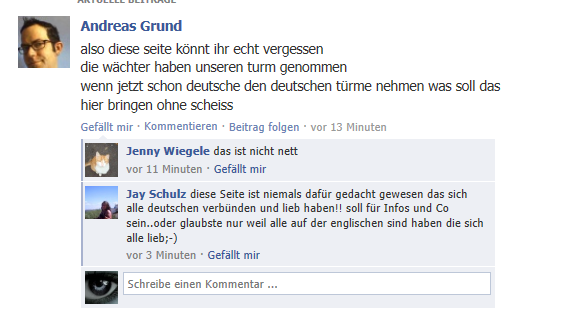 AKTUELLE BEITRÄGE
Andreas Grund
also diese seite könnt ihr echt vergessen
die wächter haben unseren turm genommen
wenn jetzt schon deutsche den deutschen türme nehmen was soll das
hier bringen ohne scheiss
Gefällt mir · Kommentieren · Beitrag folgen · vor 13 Minuten
Jenny Wiegele das ist nicht nett
vor 11 Minuten · Gefällt mir
Jay Schulz diese Seite ist niemals dafür gedacht gewesen das sich
alle deutschen verbünden und lieb haben!! soll für Infos und Co
sein..oder glaubste nur weil alle auf der englischen sind haben die sich
alle lieb;-)
vor 3 Minuten · Gefällt mir
Schreibe einen Kommentar ...